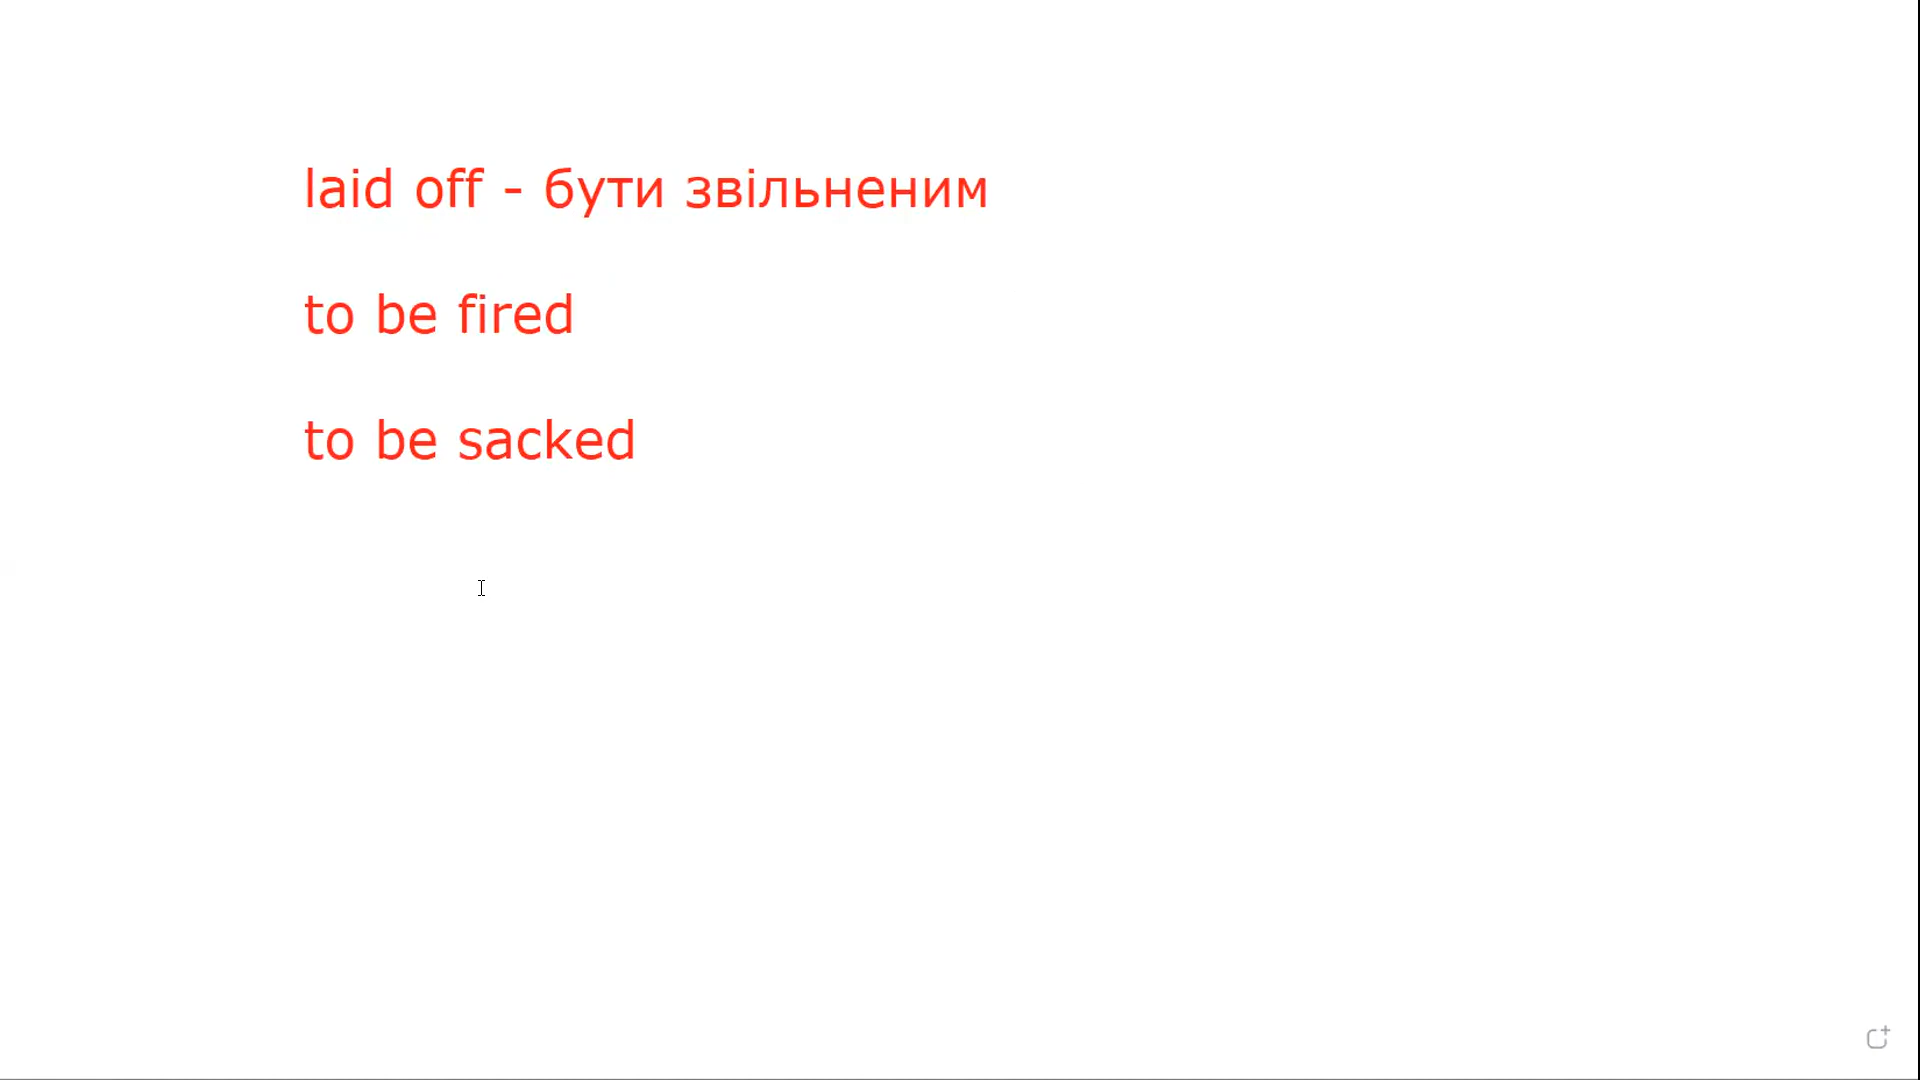 laid off - бути звільненим
to be fired
to be sacked